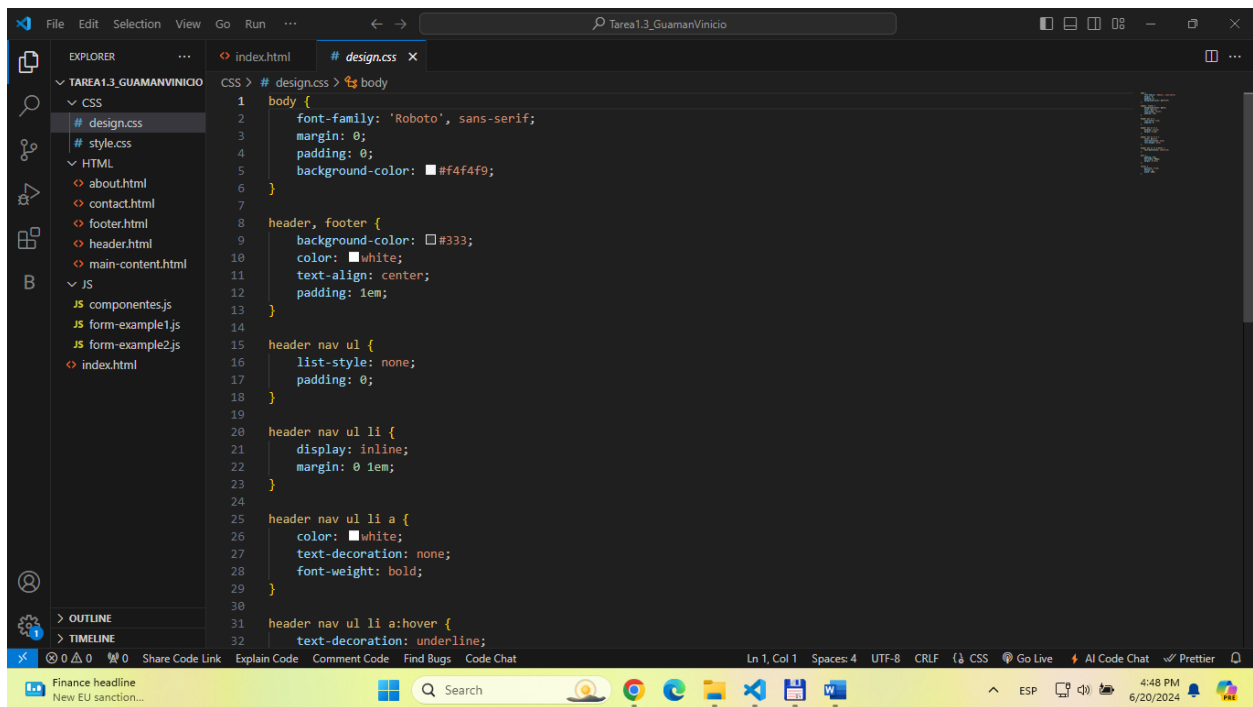 File Edit Selection View Go Run ··· Tarea1.3_GuamanVinicio
EXPLORER ···
TAREA1.3_GUAMANVINICIO
CSS
# design.css
# style.css
HTML
<> about.html
<> contact.html
<> footer.html
<> header.html
<> main-content.html
JS
JS componentes.js
JS form-example1.js
JS form-example2.js
<> index.html
> OUTLINE
> TIMELINE
<> index.html # design.css ×
CSS > # design.css > body
1 body {
2 font-family: 'Roboto', sans-serif;
3 margin: 0;
4 padding: 0;
5 background-color: #f4f4f9;
6 }
7
8 header, footer {
9 background-color: #333;
10 color: white;
11 text-align: center;
12 padding: 1em;
13 }
14
15 header nav ul {
16 list-style: none;
17 padding: 0;
18 }
19
20 header nav ul li {
21 display: inline;
22 margin: 0 1em;
23 }
24
25 header nav ul li a {
26 color: white;
27 text-decoration: none;
28 font-weight: bold;
29 }
30
31 header nav ul li a:hover {
32 text-decoration: underline;
B
1
0 0 0 Share Code Link Explain Code Comment Code Find Bugs Code Chat Ln 1, Col 1 Spaces: 4 UTF-8 CRLF {} CSS Go Live AI Code Chat Prettier
Finance headline
New EU sanction...
Search
ESP
4:48 PM
6/20/2024
PRE